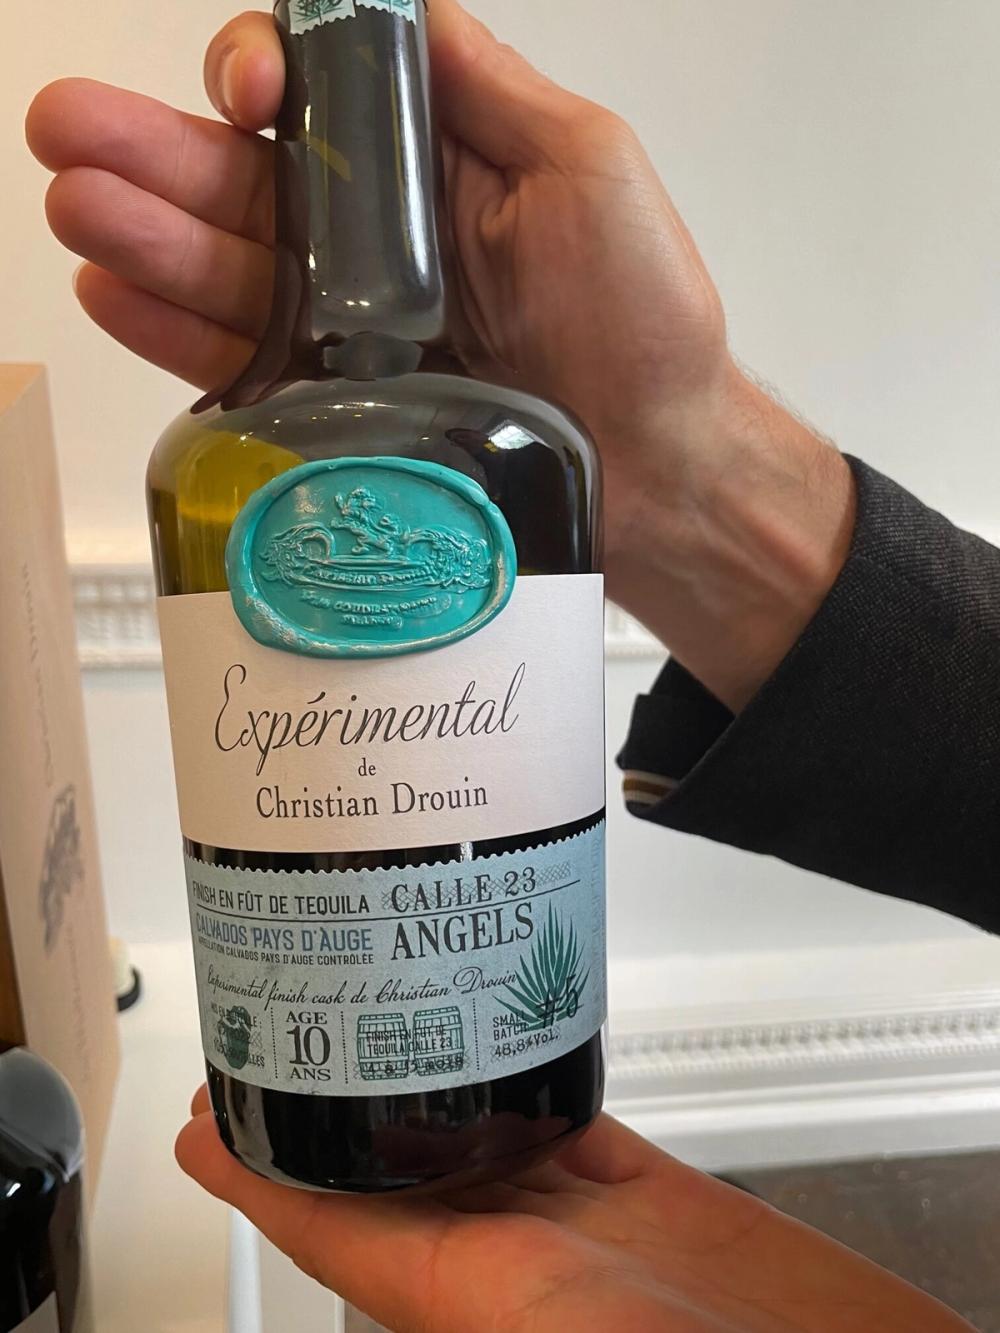 Expérimental
de
Christian Drouin
FINISH EN FÛT DE TEQUILA CALLE 23
CALVADOS PAYS D'AUGE ANGELS
APPELLATION CALVADOS PAYS D'AUGE CONTRÔLÉE
Experimental finish cask de Christian Drouin
AGE
10
ANS
FINISH EN FÛT DE
TEQUILA CALLE 23
SMALL
BATCH #5
48,8%Vol.